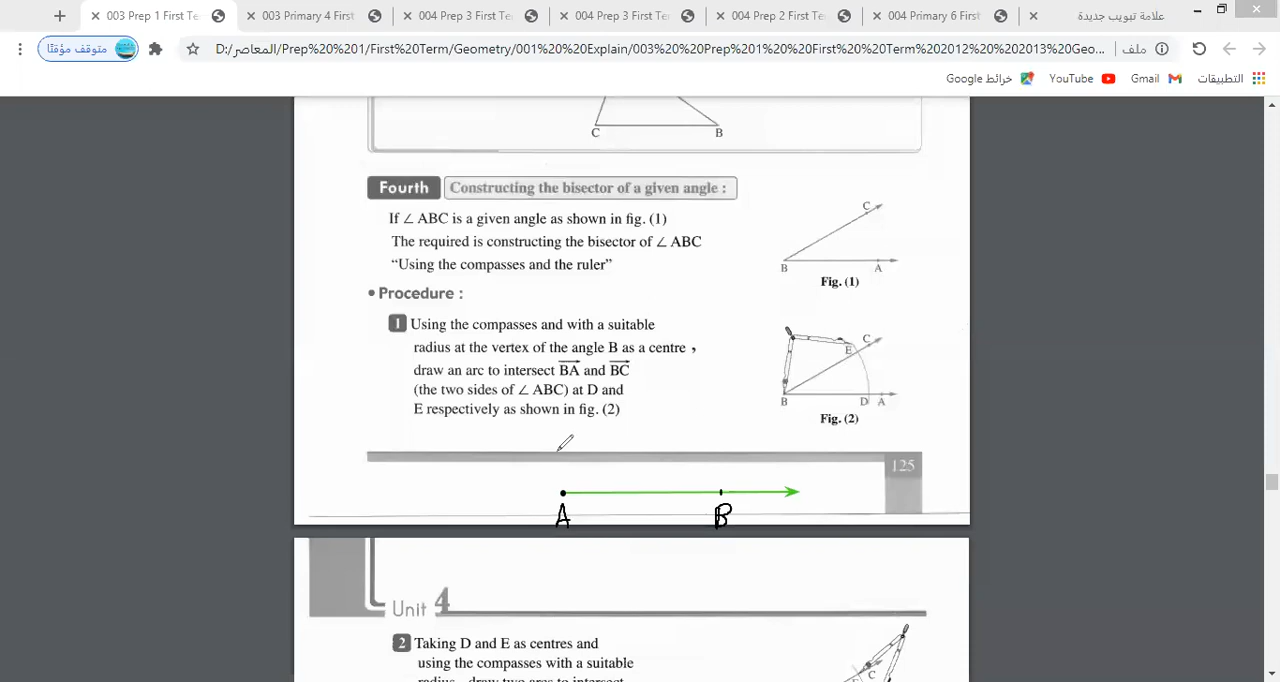 003 Prep 1 First Te
003 Primary 4 First
004 Prep 3 First Te
004 Prep 3 First Te
004 Prep 2 First Te
004 Primary 6 First
علامة تبويب جديدة
متوقف مؤقتًا
D:/المعاصر/Prep%20%201/First%20Term/Geometry/001%20%20Explain/003%20%20Prep%201%20%20First%20%20Term%202012%20%202013%20Geo...
ملف
خرائط Google
YouTube
Gmail
التطبيقات
C
B
Fourth Constructing the bisector of a given angle :
If ∠ ABC is a given angle as shown in fig. (1)
The required is constructing the bisector of ∠ ABC
“Using the compasses and the ruler”
C
B
A
Fig. (1)
• Procedure :
1 Using the compasses and with a suitable
radius at the vertex of the angle B as a centre ,
draw an arc to intersect BA and BC
(the two sides of ∠ ABC) at D and
E respectively as shown in fig. (2)
C
E
B
D
A
Fig. (2)
125
A
B
Unit 4
2 Taking D and E as centres and
using the compasses with a suitable
radius , draw two arcs to intersect
C